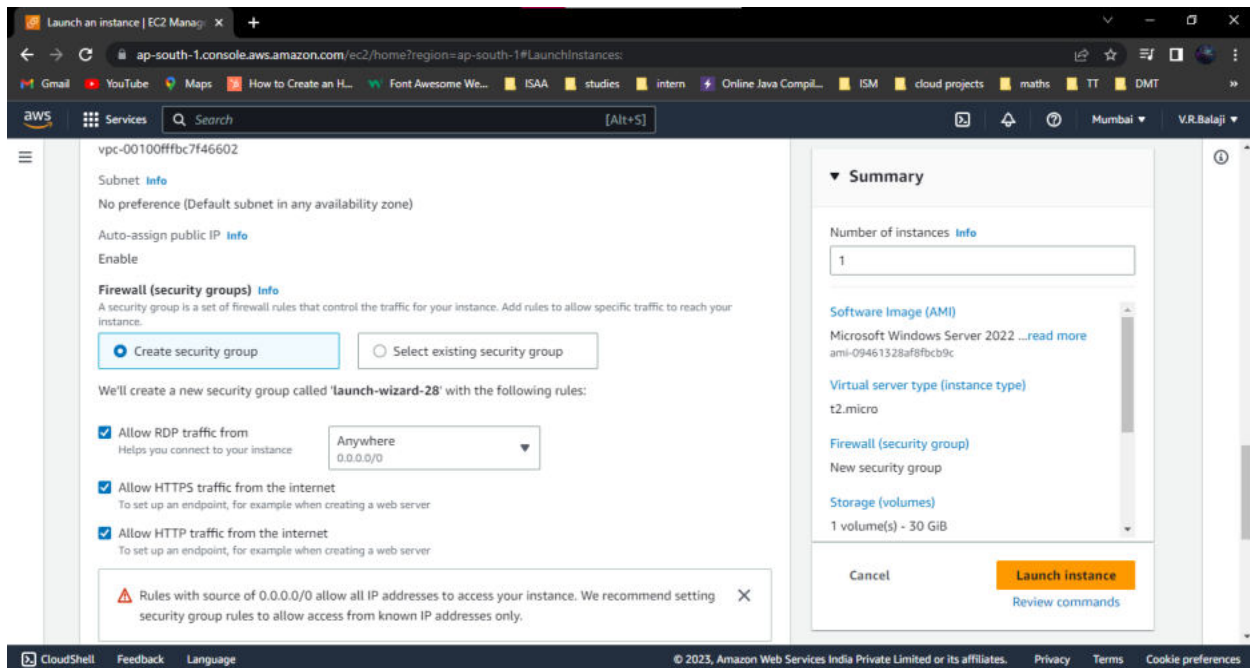 Launch an instance | EC2 Manag
ap-south-1.console.aws.amazon.com/ec2/home?region=ap-south-1#LaunchInstances:
Gmail YouTube Maps How to Create an H... Font Awesome We... ISAA studies intern Online Java Compil... ISM cloud projects maths TT DMT »
aws Services Search [Alt+S] Mumbai V.R.Balaji
vpc-00100fffbc7f46602
Subnet Info
No preference (Default subnet in any availability zone)
Auto-assign public IP Info
Enable
Firewall (security groups) Info
A security group is a set of firewall rules that control the traffic for your instance. Add rules to allow specific traffic to reach your
instance.
Create security group
Select existing security group
We'll create a new security group called 'launch-wizard-28' with the following rules:
Allow RDP traffic from
Helps you connect to your instance
Anywhere
0.0.0.0/0
Allow HTTPS traffic from the internet
To set up an endpoint, for example when creating a web server
Allow HTTP traffic from the internet
To set up an endpoint, for example when creating a web server
Rules with source of 0.0.0.0/0 allow all IP addresses to access your instance. We recommend setting
security group rules to allow access from known IP addresses only.
Summary
Number of instances Info
1
Software Image (AMI)
Microsoft Windows Server 2022 ...read more
ami-09461328af8fbcb9c
Virtual server type (instance type)
t2.micro
Firewall (security group)
New security group
Storage (volumes)
1 volume(s) - 30 GiB
Cancel
Launch instance
Review commands
CloudShell Feedback Language © 2023, Amazon Web Services India Private Limited or its affiliates. Privacy Terms Cookie preferences